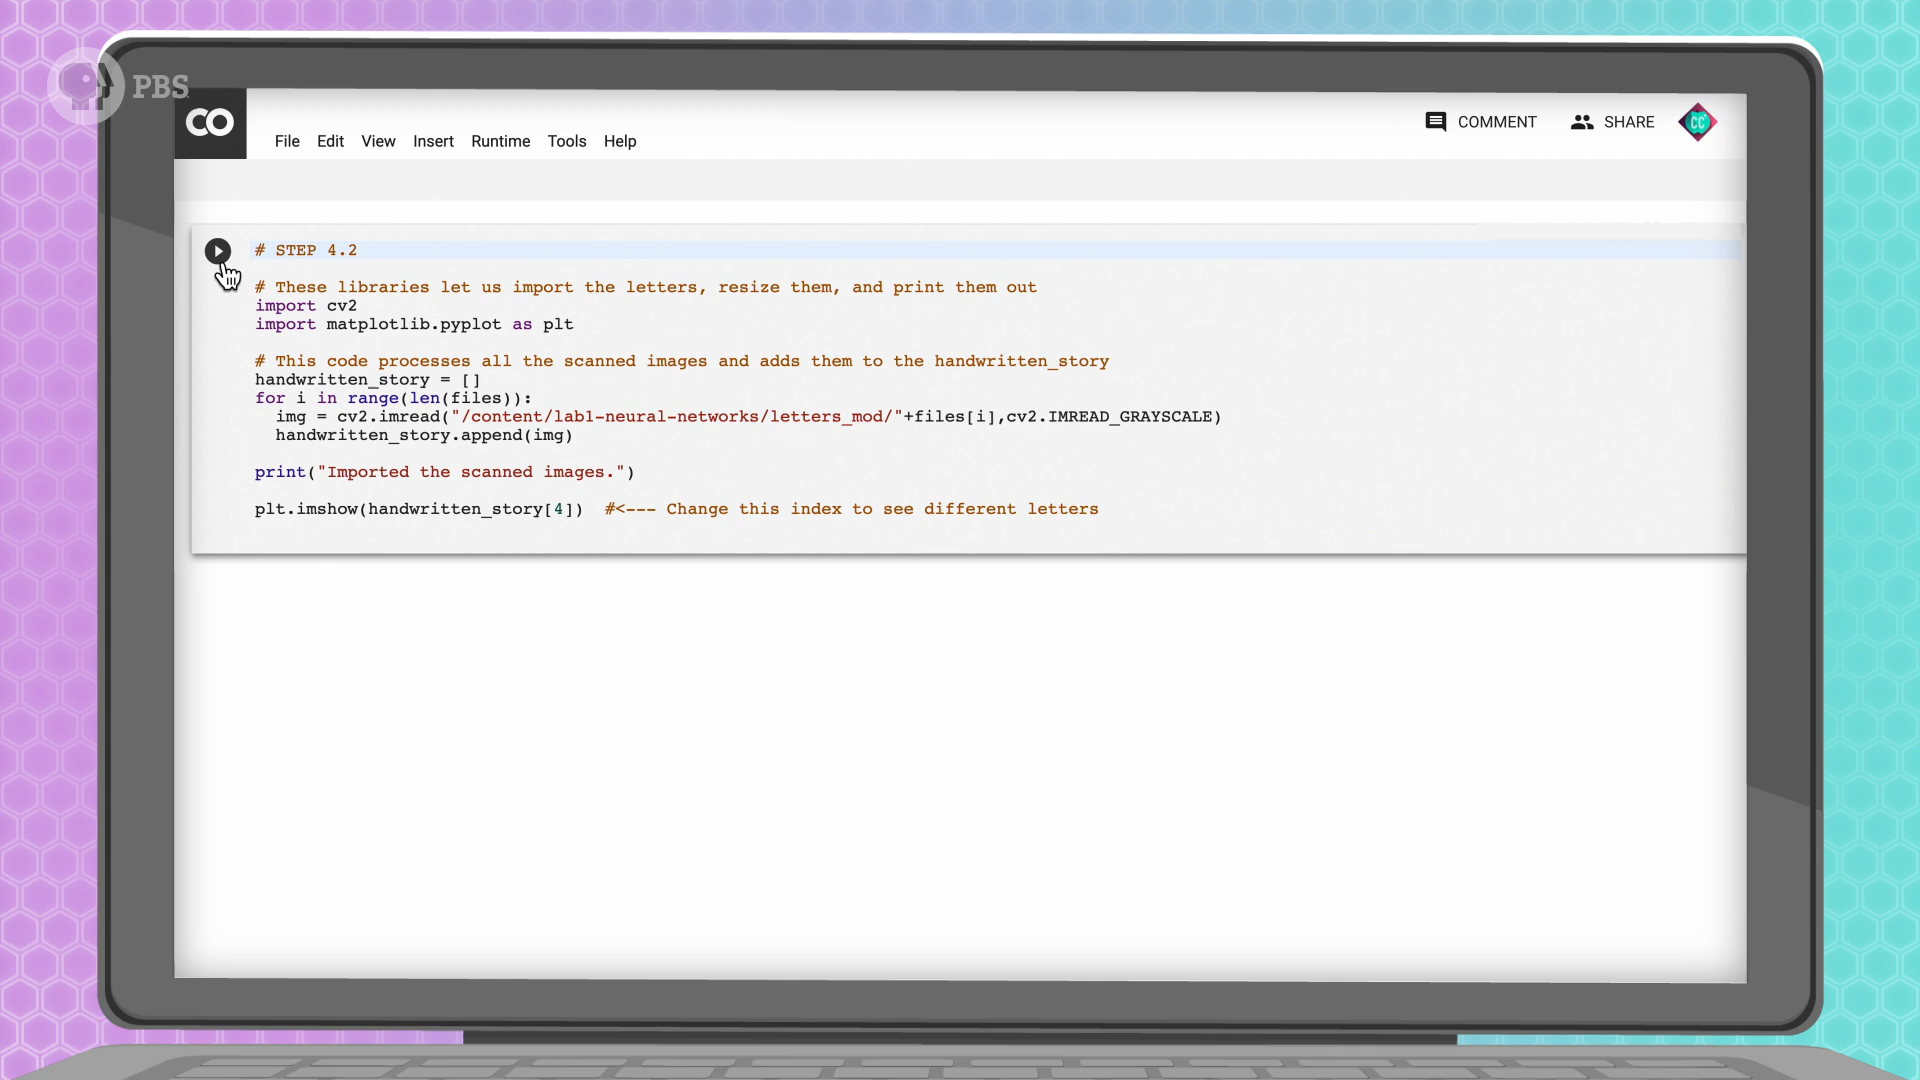 PBS
CO
File Edit View Insert Runtime Tools Help
COMMENT SHARE CC
# STEP 4.2
# These libraries let us import the letters, resize them, and print them out
import cv2
import matplotlib.pyplot as plt
# This code processes all the scanned images and adds them to the handwritten_story
handwritten_story = []
for i in range(len(files)):
  img = cv2.imread("/content/lab1-neural-networks/letters_mod/"+files[i],cv2.IMREAD_GRAYSCALE)
  handwritten_story.append(img)
print("Imported the scanned images.")
plt.imshow(handwritten_story[4])  #<--- Change this index to see different letters